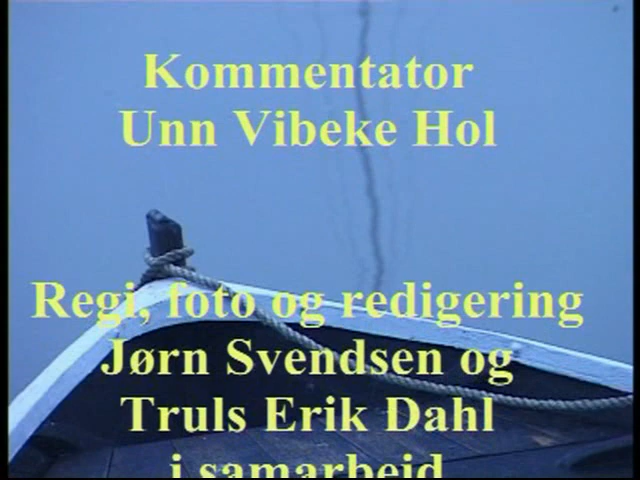 Kommentator
Unn Vibeke Hol
Regi, foto og redigering
Jørn Svendsen og
Truls Erik Dahl
i samarbeid